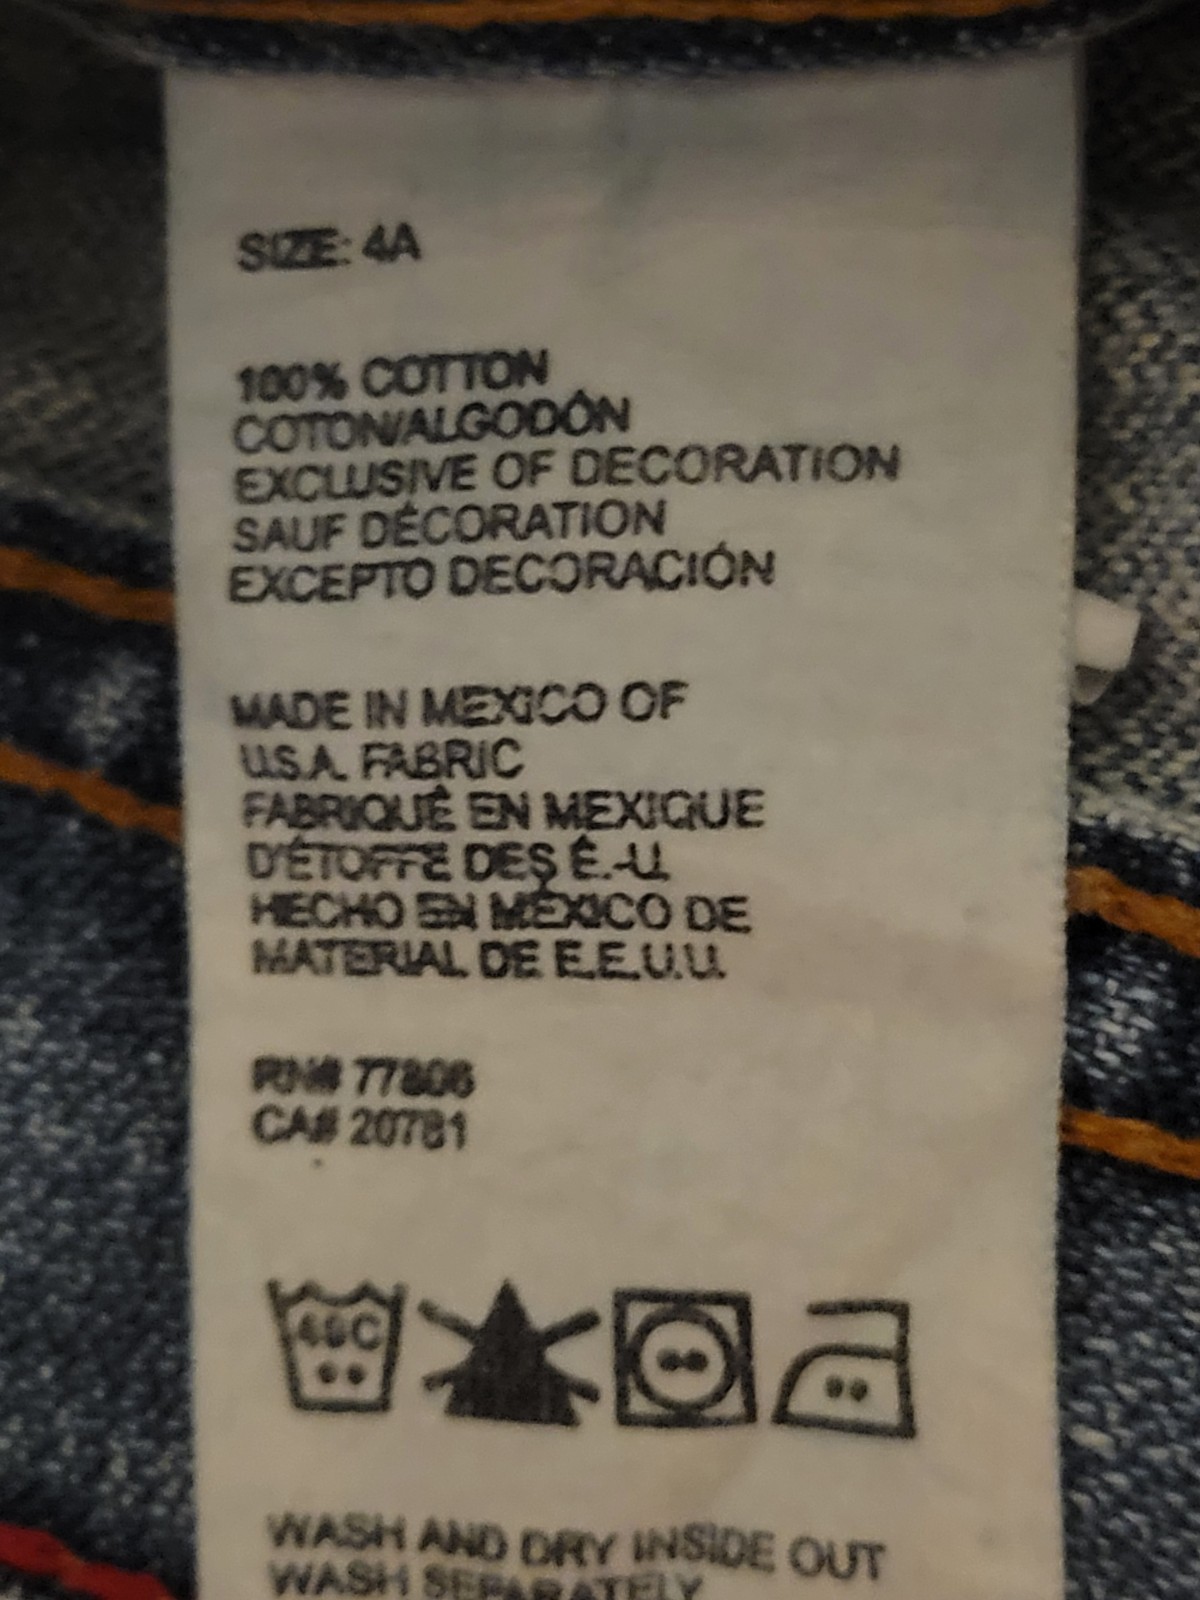 SIZE: 4A
100% COTTON
COTON/ALGODÓN
EXCLUSIVE OF DECORATION
SAUF DÉCORATION
EXCEPTO DECORACIÓN
MADE IN MEXICO OF
U.S.A. FABRIC
FABRIQUÉ EN MEXIQUE
D'ÉTOFFE DES É.-U.
HECHO EN MÉXICO DE
MATERIAL DE E.E.U.U.
RN# 77806
CA# 20781
40C
WASH AND DRY INSIDE OUT
WASH SEPARATELY